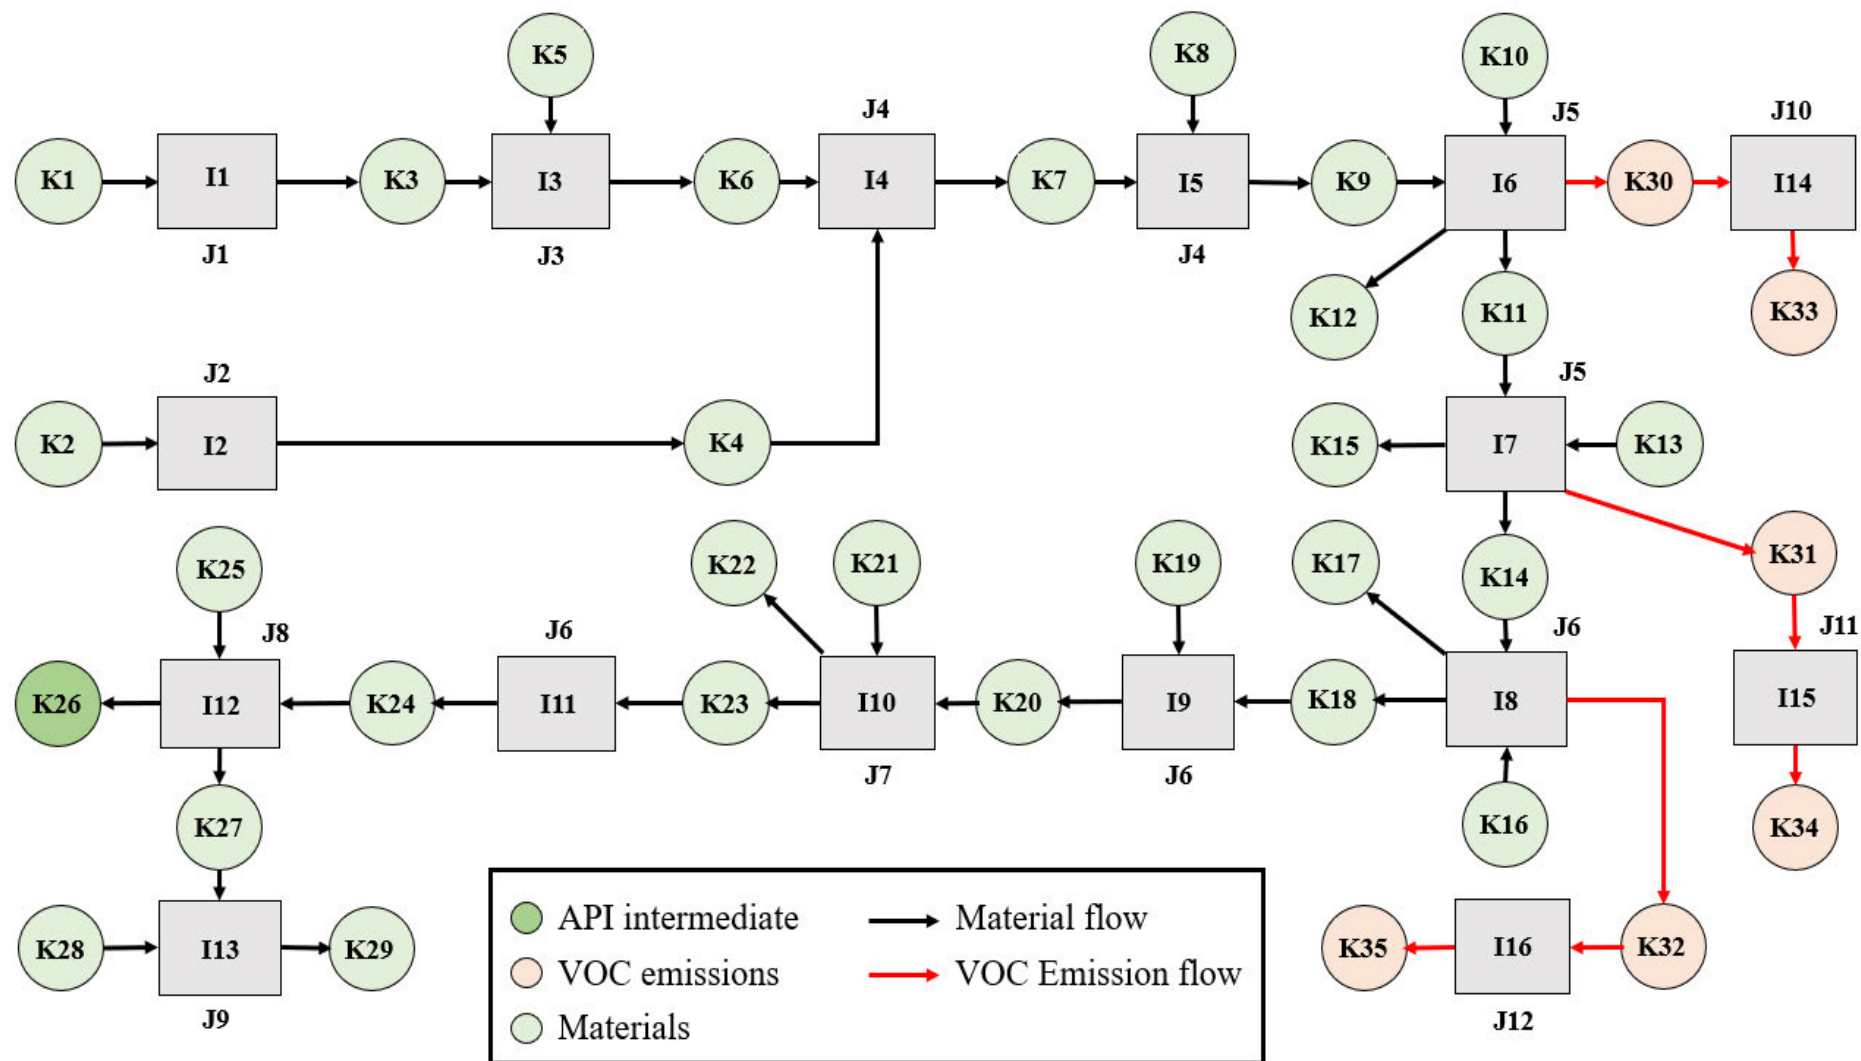 K5
K8
K10
J4
J5
J10
K1
I1
K3
I3
K6
I4
K7
I5
K9
I6
K30
I14
J1
J3
J4
K12
K11
K33
J2
J5
K2
I2
K4
K15
I7
K13
K25
K22
K21
K19
K17
K14
K31
J8
J6
J6
J11
K26
I12
K24
I11
K23
I10
K20
I9
K18
I8
I15
J7
J6
K27
K16
K34
API intermediate
Material flow
K28
I13
K29
K35
I16
K32
VOC emissions
VOC Emission flow
J9
J12
Materials